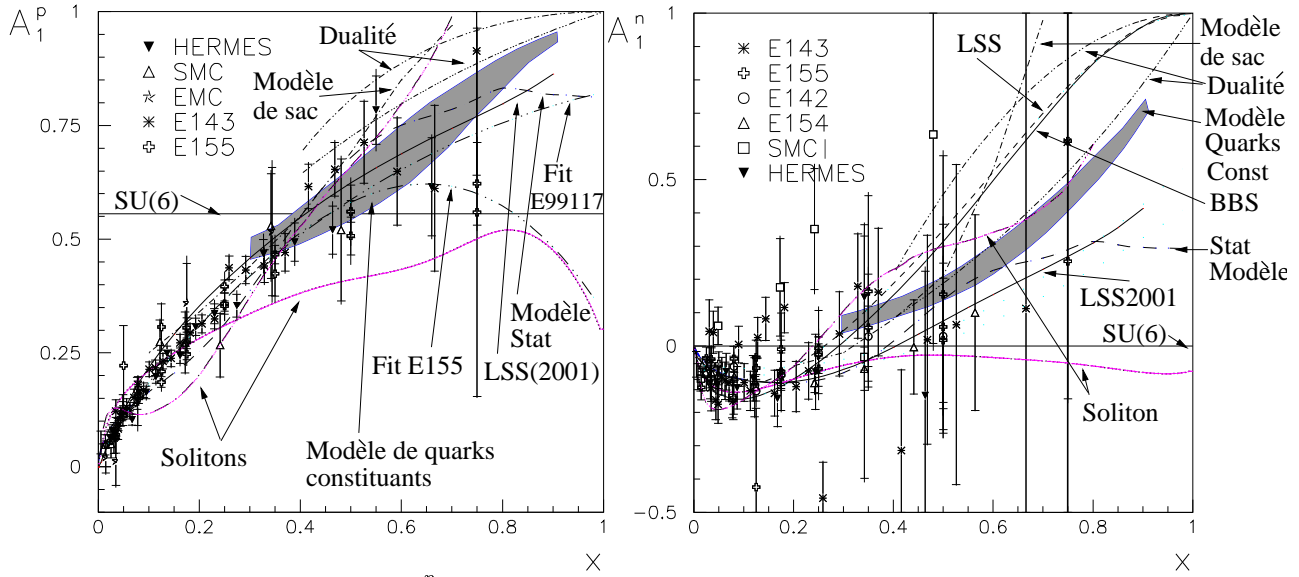 A₁ᵖ
HERMES
SMC
EMC
E143
E155
Dualité
Modèle
de sac
SU(6)
Fit
E99117
Modèle
Stat
LSS(2001)
Fit E155
Modèle de quarks
constituants
Solitons
1
0.75
0.5
0.25
0
0
0.2
0.4
0.6
0.8
1
X
A₁ⁿ
E143
E155
E142
E154
SMC|
HERMES
LSS
Modèle
de sac
Dualité
Modèle
Quarks
Const
BBS
Stat
Modèle
LSS2001
SU(6)
Soliton
1
0.5
0
-0.5
0
0.2
0.4
0.6
0.8
1
X
n